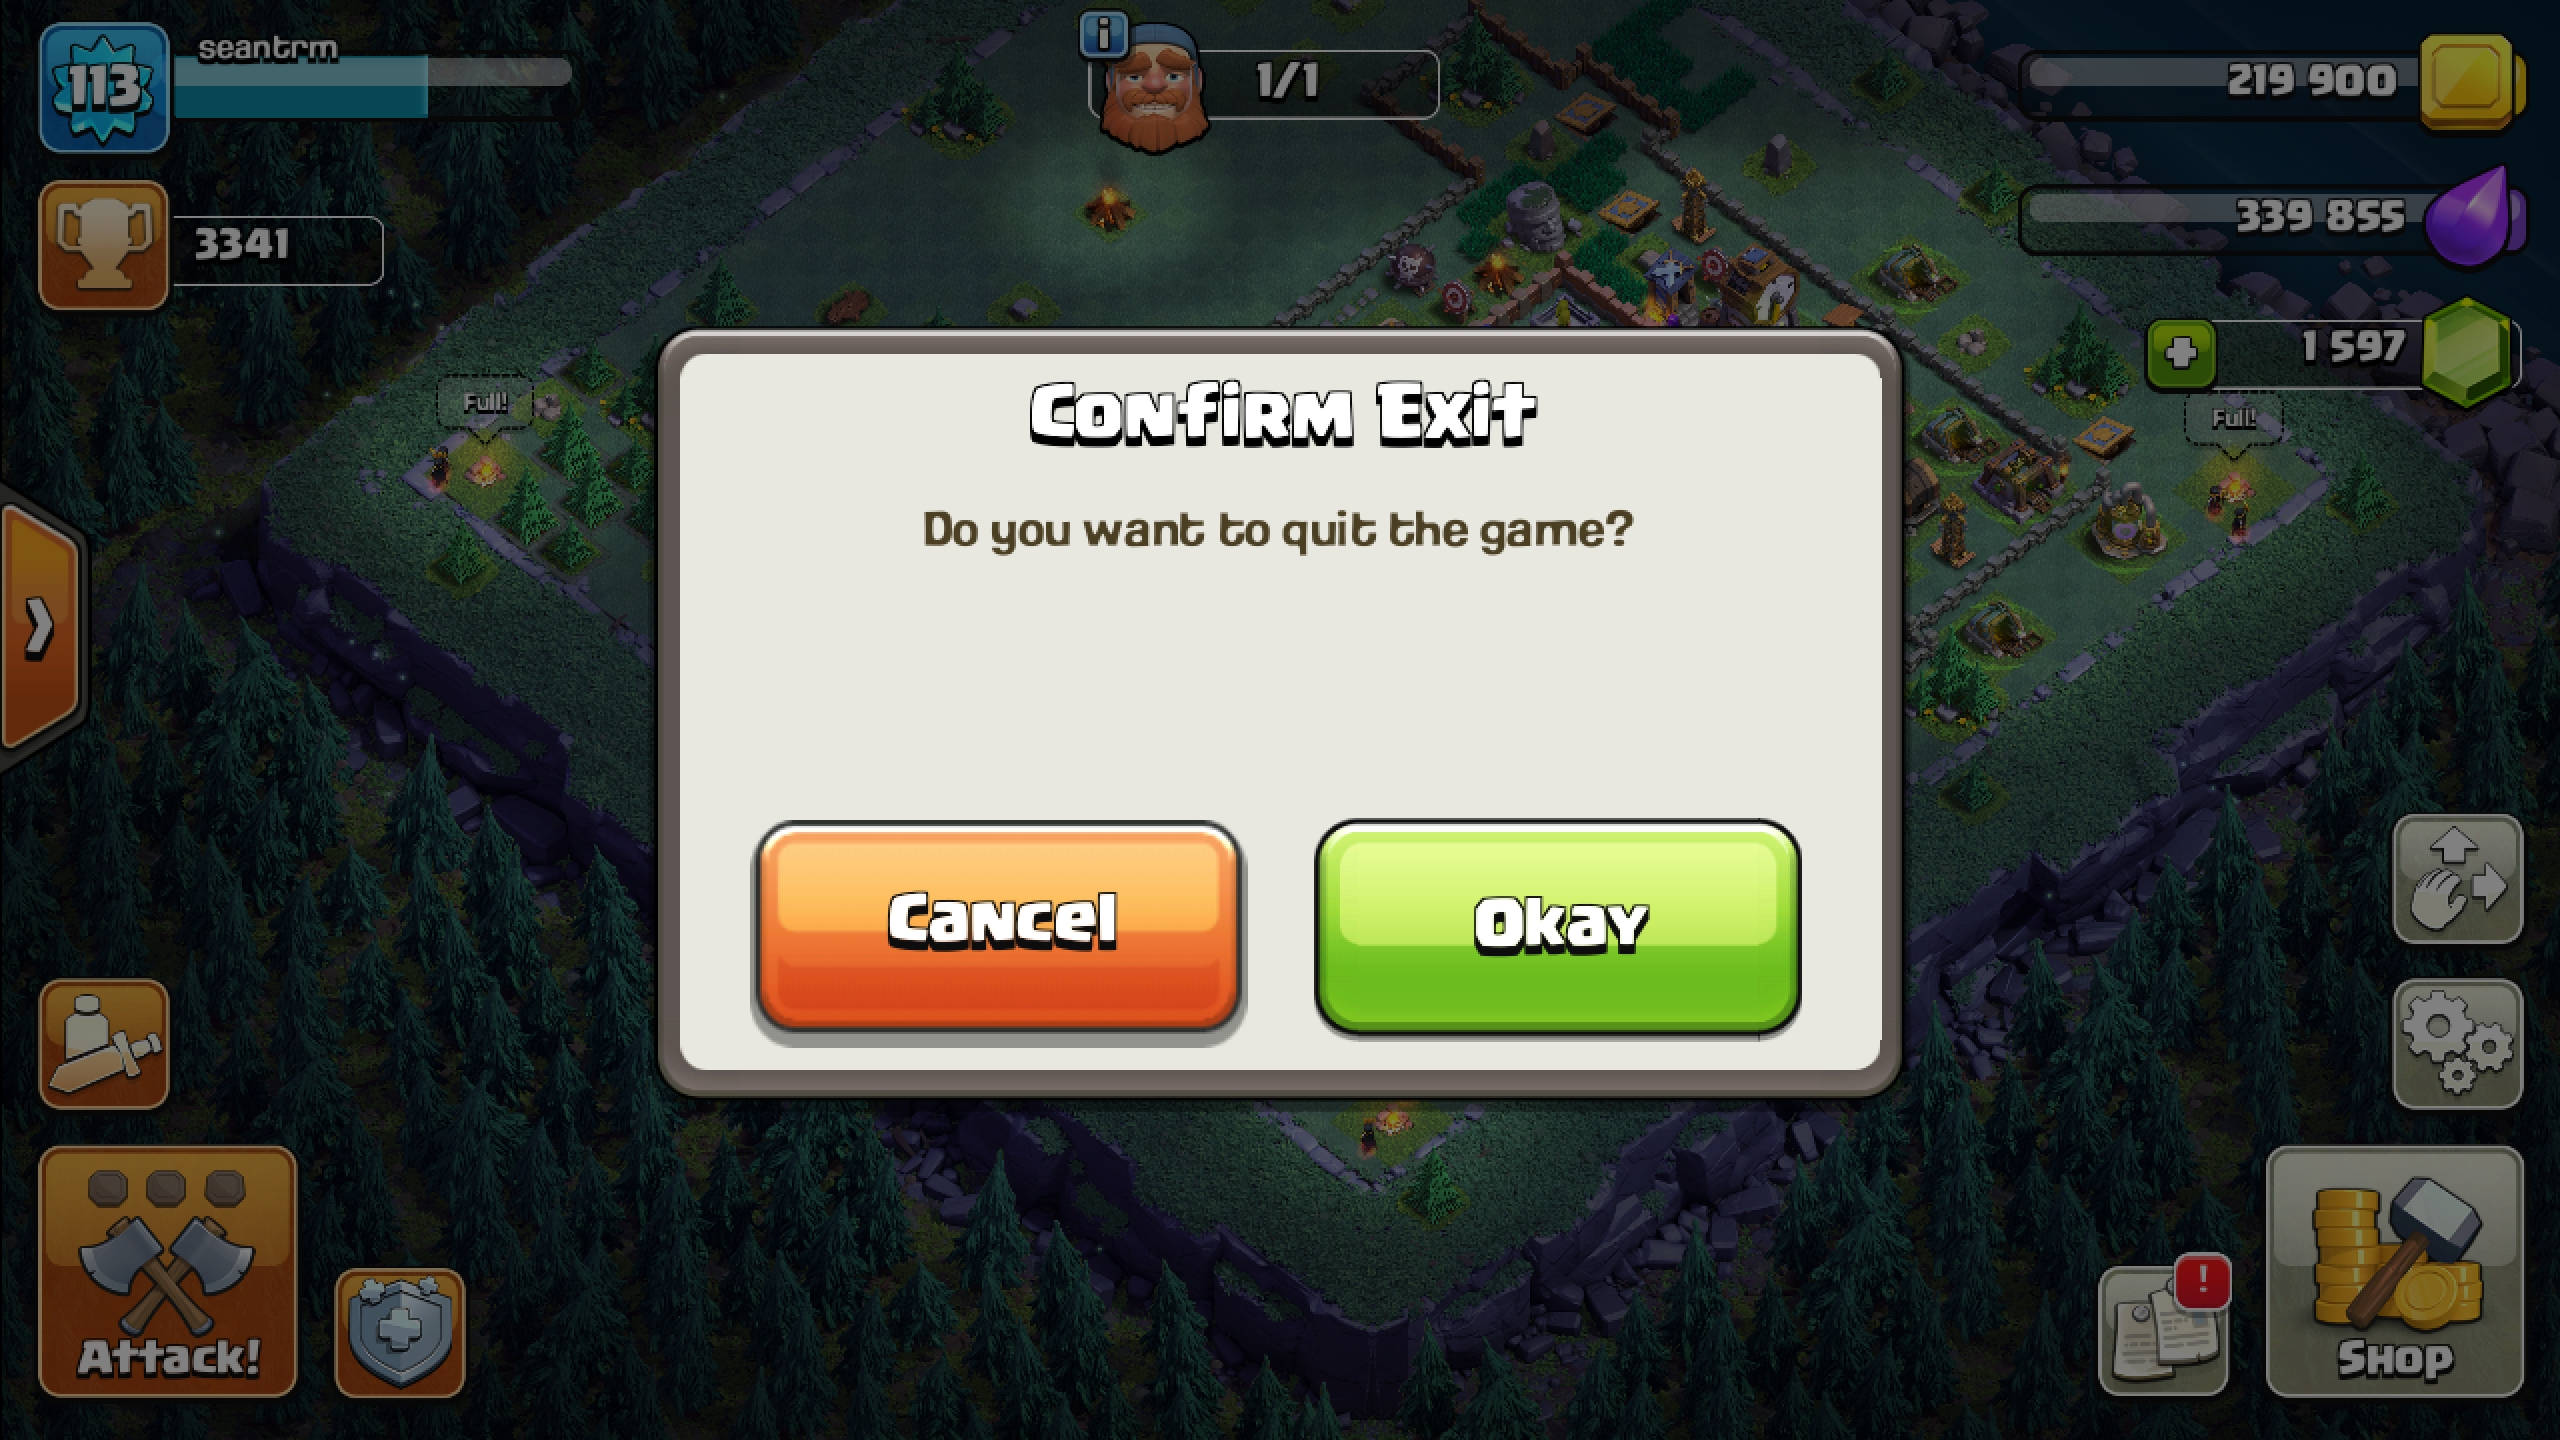 113
seantrm
1/1
219 900
3341
339 855
1 597
Full!
Full!
Confirm Exit
Do you want to quit the game?
Cancel
Okay
Attack!
Shop